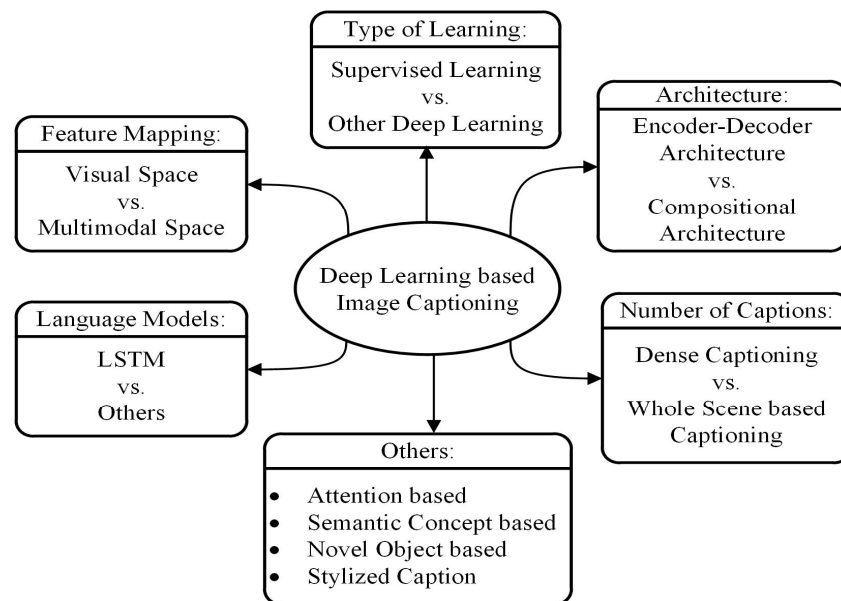 Type of Learning:
Supervised Learning
vs.
Other Deep Learning
Feature Mapping:
Visual Space
vs.
Multimodal Space
Architecture:
Encoder-Decoder
Architecture
vs.
Compositional
Architecture
Deep Learning based
Image Captioning
Language Models:
LSTM
vs.
Others
Number of Captions:
Dense Captioning
vs.
Whole Scene based
Captioning
Others:
• Attention based
• Semantic Concept based
• Novel Object based
• Stylized Caption